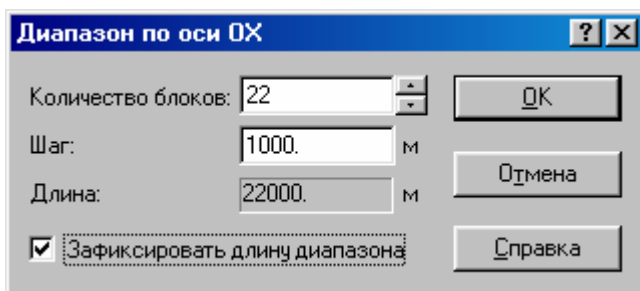 Диапазон по оси OX
Количество блоков: 22
OK
Шаг: 1000. м
Отмена
Длина: 22000. м
Зафиксировать длину диапазона
Справка